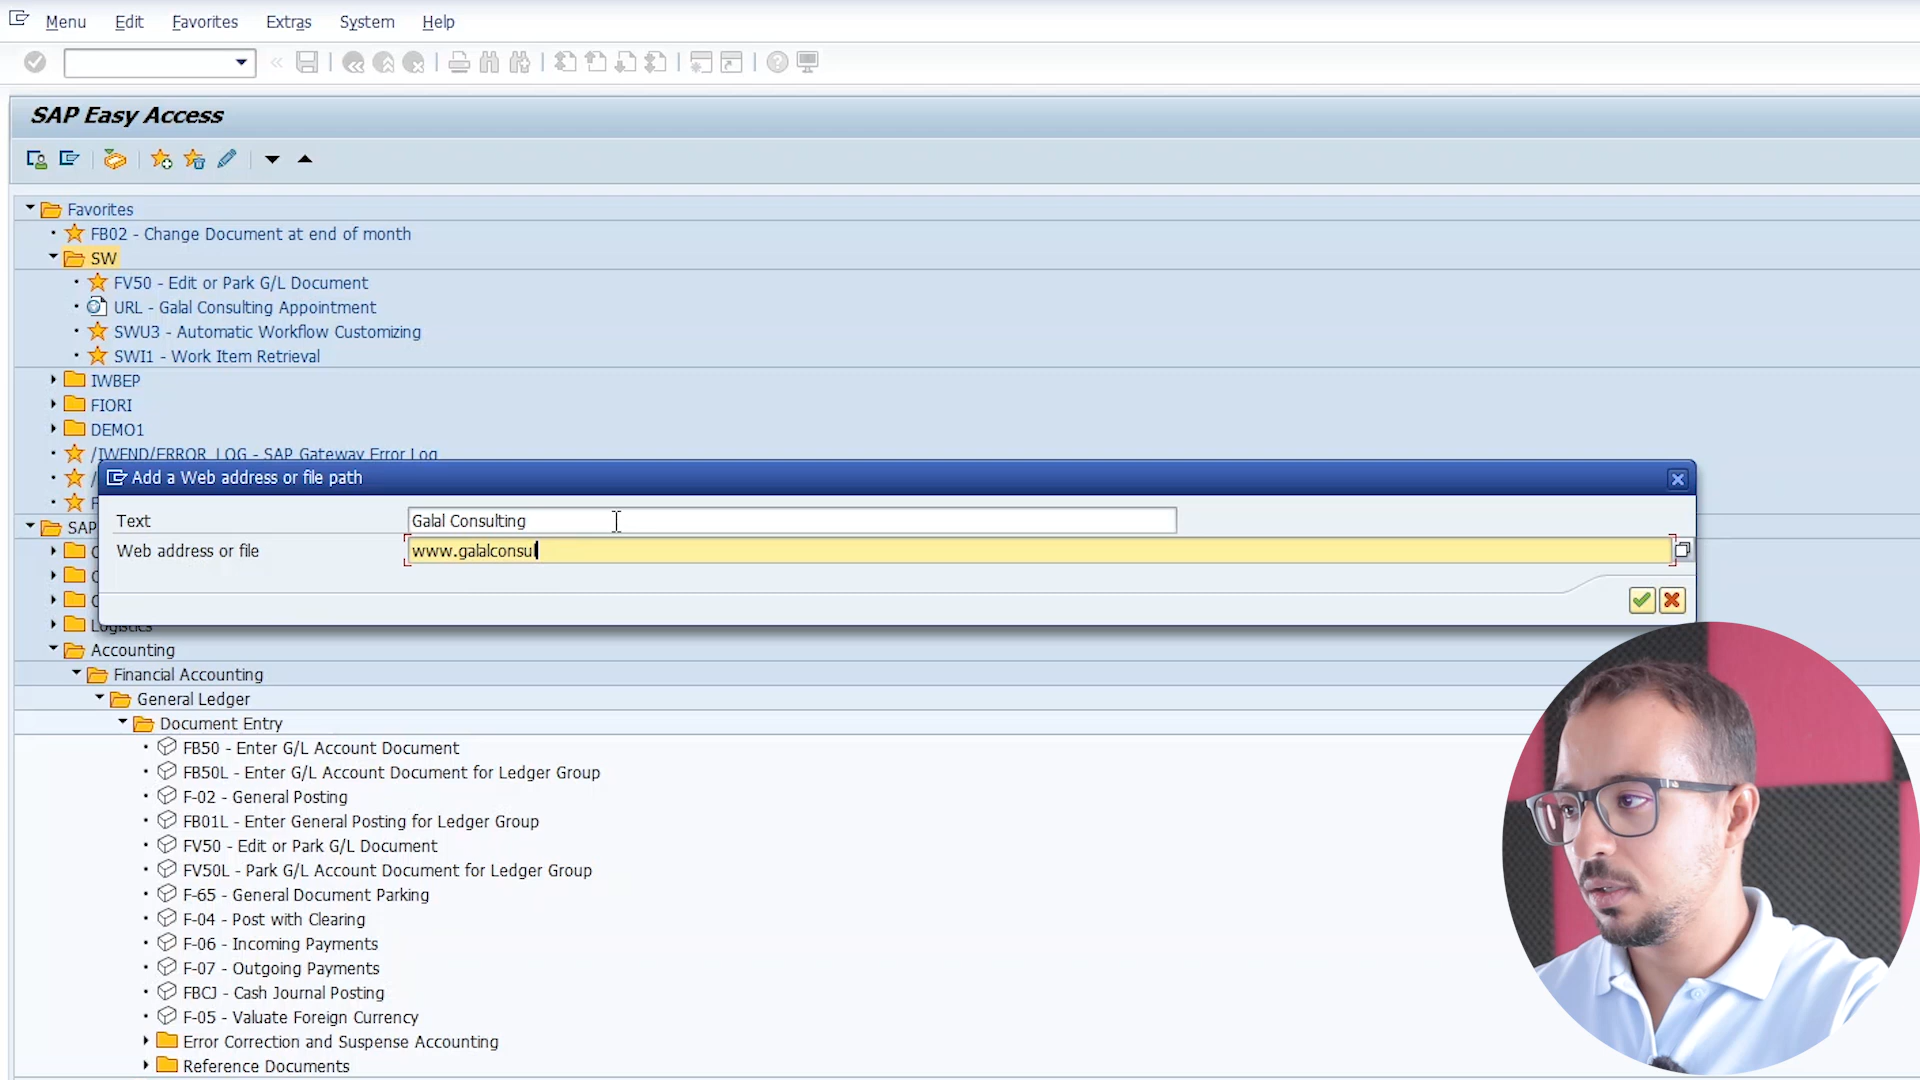 Menu Edit Favorites Extras System Help
SAP Easy Access
Favorites
FB02 - Change Document at end of month
SW
FV50 - Edit or Park G/L Document
URL - Galal Consulting Appointment
SWU3 - Automatic Workflow Customizing
SWI1 - Work Item Retrieval
IWBEP
FIORI
DEMO1
/IWFND/ERROR_LOG - SAP Gateway Error Log
Add a Web address or file path
Text Galal Consulting
Web address or file www.galalconsul
SAP
Logistics
Accounting
Financial Accounting
General Ledger
Document Entry
FB50 - Enter G/L Account Document
FB50L - Enter G/L Account Document for Ledger Group
F-02 - General Posting
FB01L - Enter General Posting for Ledger Group
FV50 - Edit or Park G/L Document
FV50L - Park G/L Account Document for Ledger Group
F-65 - General Document Parking
F-04 - Post with Clearing
F-06 - Incoming Payments
F-07 - Outgoing Payments
FBCJ - Cash Journal Posting
F-05 - Valuate Foreign Currency
Error Correction and Suspense Accounting
Reference Documents